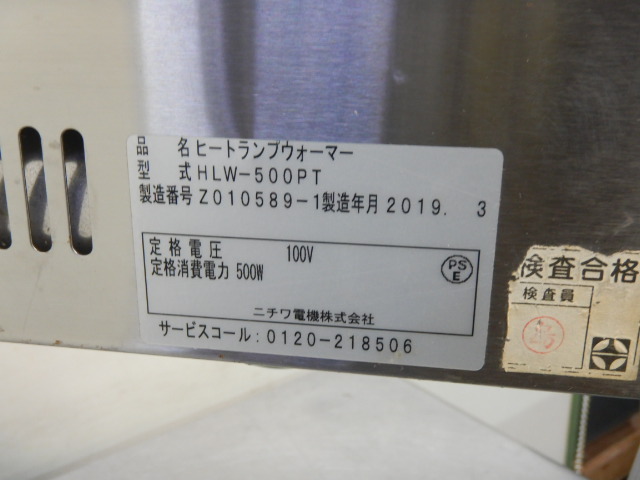 品 名 ヒートランプウォーマー
型 式 HLW-500PT
製造番号 Z010589-1 製造年月 2019. 3
定格電圧 100V
定格消費電力 500W
PS
E
ニチワ電機株式会社
サービスコール:0120-218506
検査合格
検査員